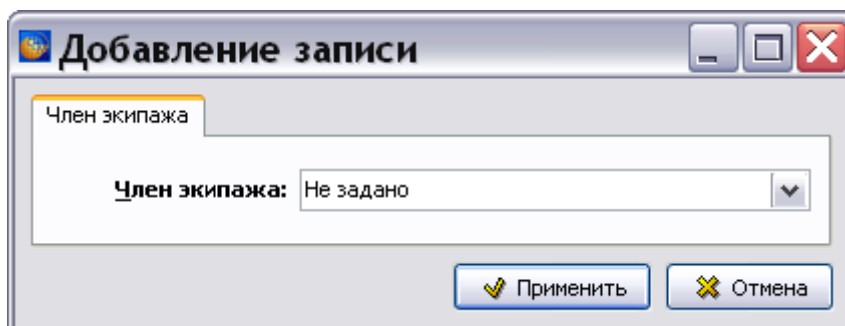 Добавление записи
Член экипажа
Член экипажа: Не задано
Применить Отмена